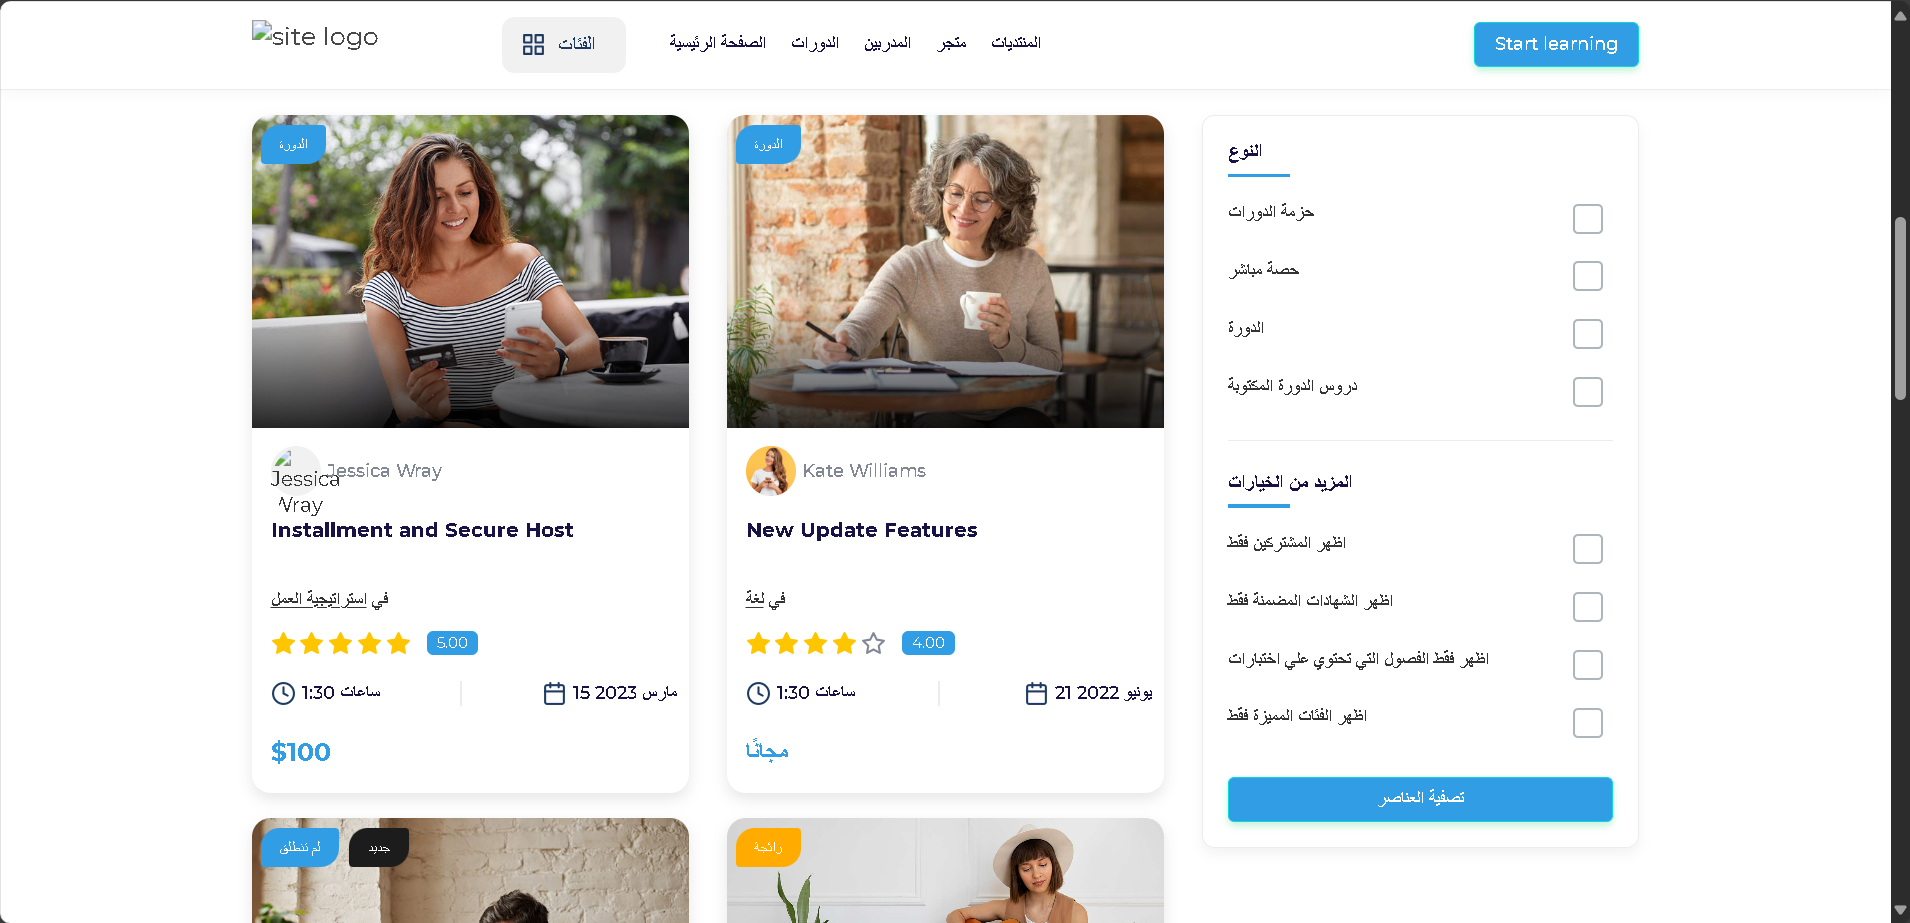 site logo
الفئات
الصفحة الرئيسية
الدورات
المدربين
متجر
المنتديات
Start learning
الدورة
Jessica Wray
Jessica Wray
Installment and Secure Host
في استراتيجية العمل
5.00
1:30 ساعات
15 مارس 2023
$100
الدورة
Kate Williams
New Update Features
في لغة
4.00
1:30 ساعات
21 يونيو 2022
مجانًا
لم تنطلق
جديد
رائجة
النوع
حزمة الدورات
حصة مباشر
الدورة
دروس الدورة المكتوبة
المزيد من الخيارات
اظهر المشتركين فقط
اظهر الشهادات المضمنة فقط
اظهر فقط الفصول التي تحتوي علي اختبارات
اظهر الفئات المميزة فقط
تصفية العناصر